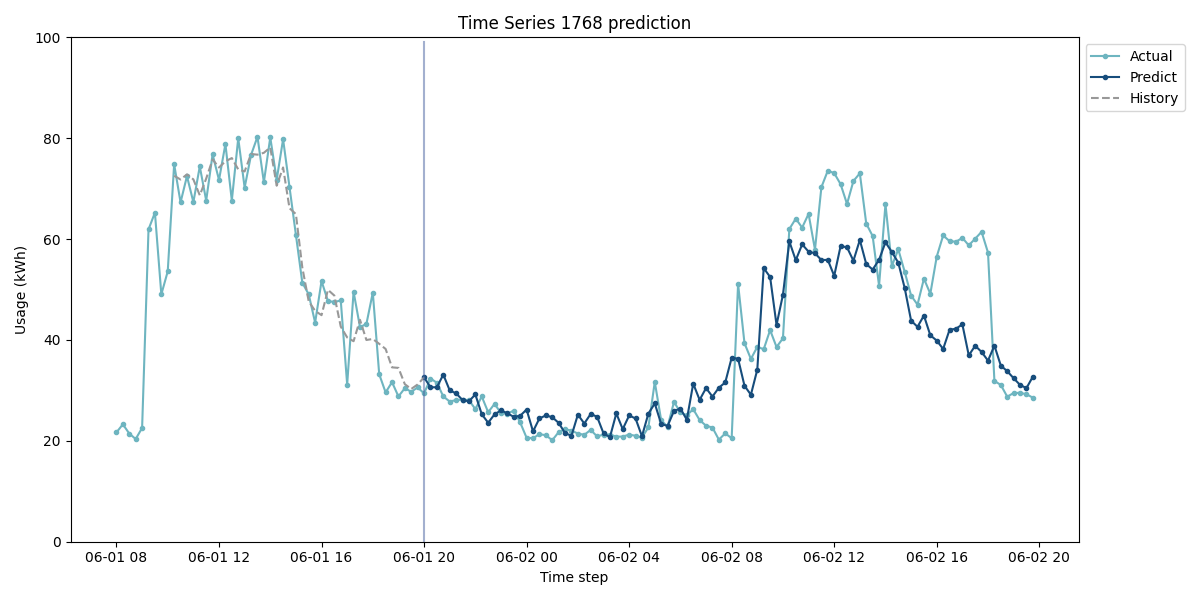 Time Series 1768 prediction
Actual
Predict
History
Usage (kWh)
100
80
60
40
20
0
06-01 08 06-01 12 06-01 16 06-01 20 06-02 00 06-02 04 06-02 08 06-02 12 06-02 16 06-02 20
Time step